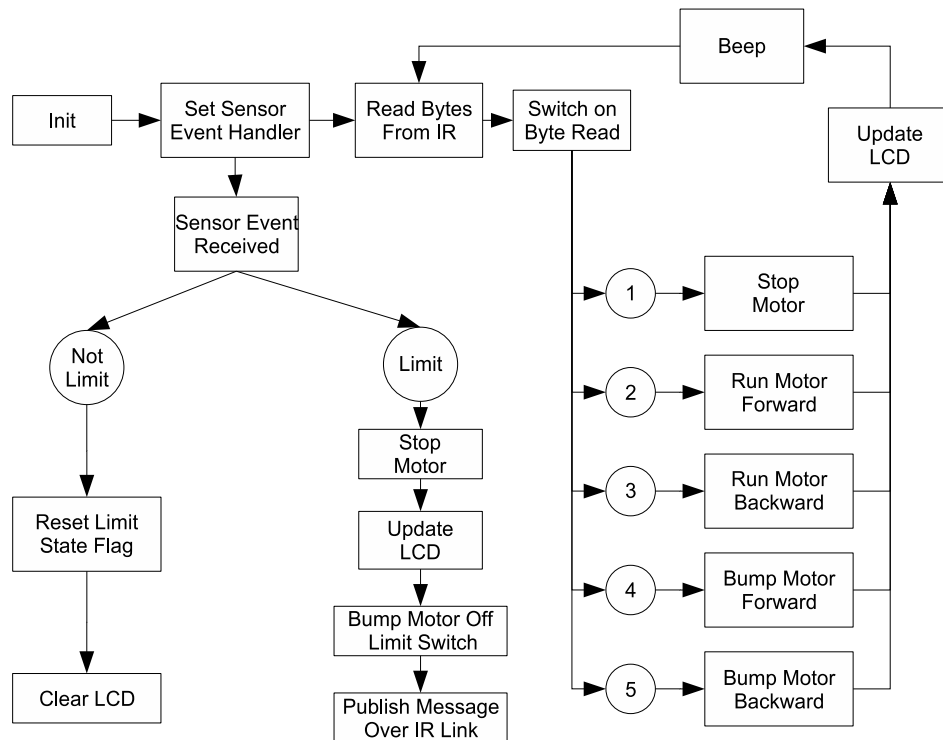 Beep
Init
Set Sensor
Event Handler
Read Bytes
From IR
Switch on
Byte Read
Update
LCD
Sensor Event
Received
Not
Limit
Limit
1
Stop
Motor
2
Run Motor
Forward
3
Run Motor
Backward
4
Bump Motor
Forward
5
Bump Motor
Backward
Stop
Motor
Reset Limit
State Flag
Update
LCD
Bump Motor Off
Limit Switch
Clear LCD
Publish Message
Over IR Link